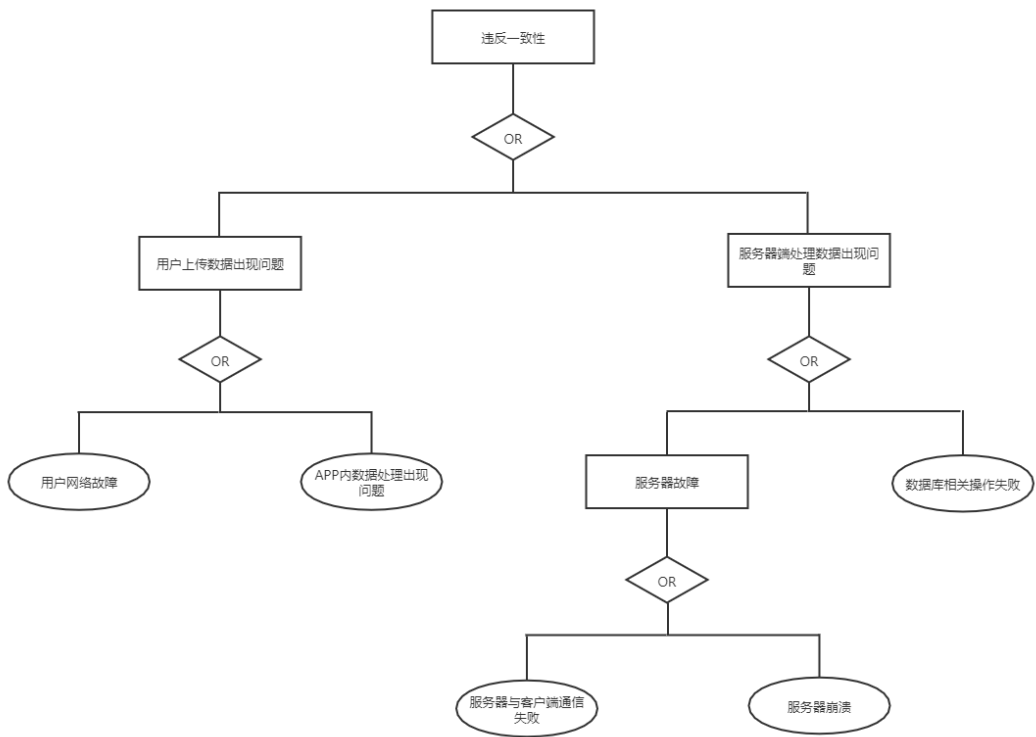 违反一致性
OR
用户上传数据出现问题
服务器端处理数据出现问
题
OR
OR
用户网络故障
APP内数据处理出现
问题
服务器故障
数据库相关操作失败
OR
服务器与客户端通信
失败
服务器崩溃